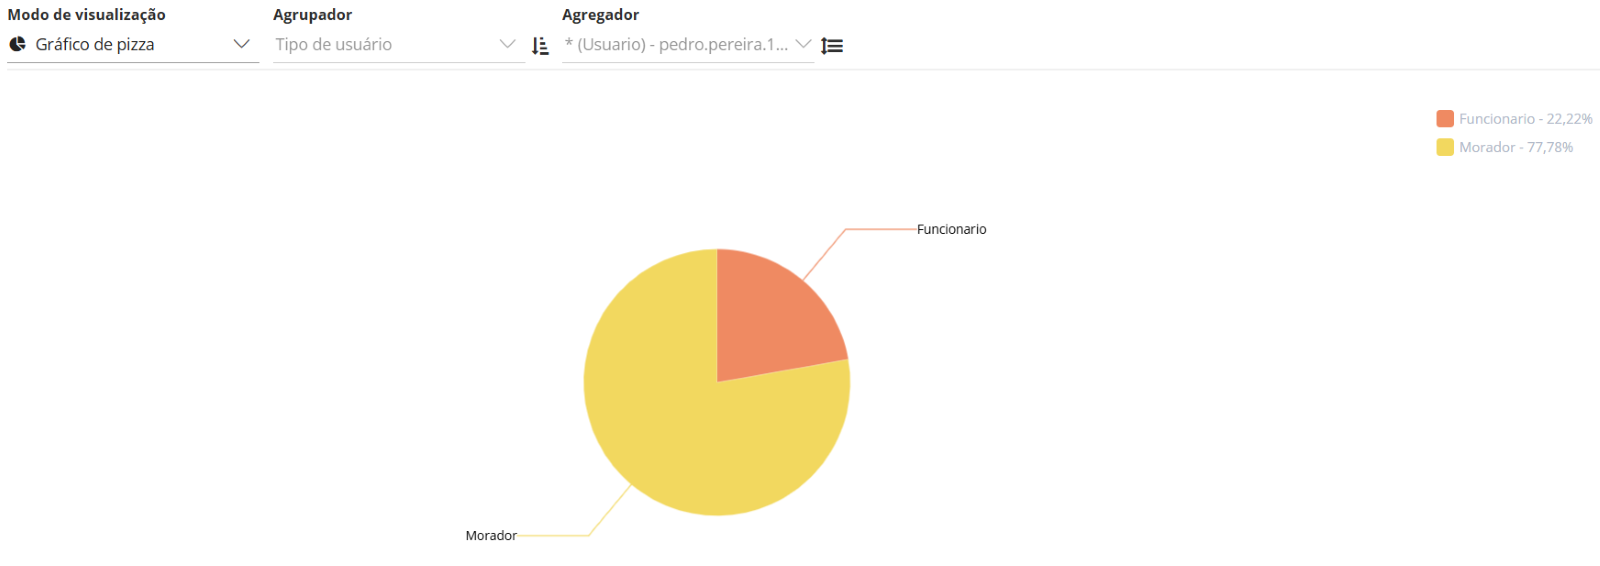 Modo de visualização
Agrupador
Agregador
Gráfico de pizza
Tipo de usuário
* (Usuario) - pedro.pereira.1...
Funcionario - 22,22%
Morador - 77,78%
Funcionario
Morador